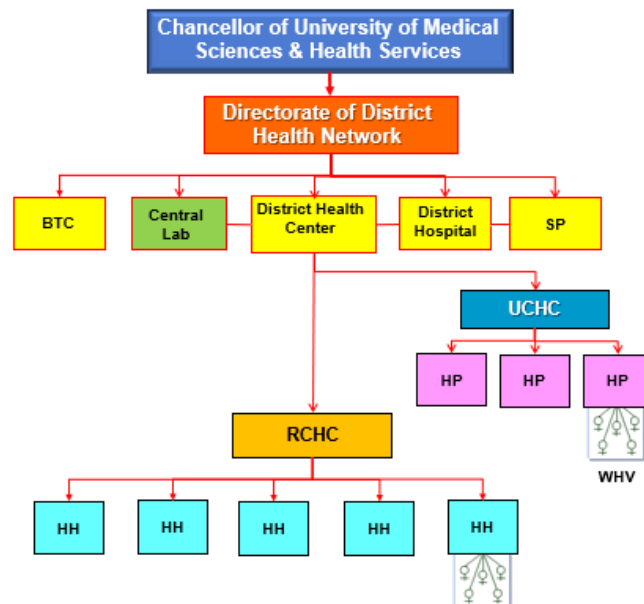 Chancellor of University of Medical
Sciences & Health Services
Directorate of District
Health Network
BTC
Central
Lab
District Health
Center
District
Hospital
SP
UCHC
HP
HP
HP
WHV
RCHC
HH
HH
HH
HH
HH